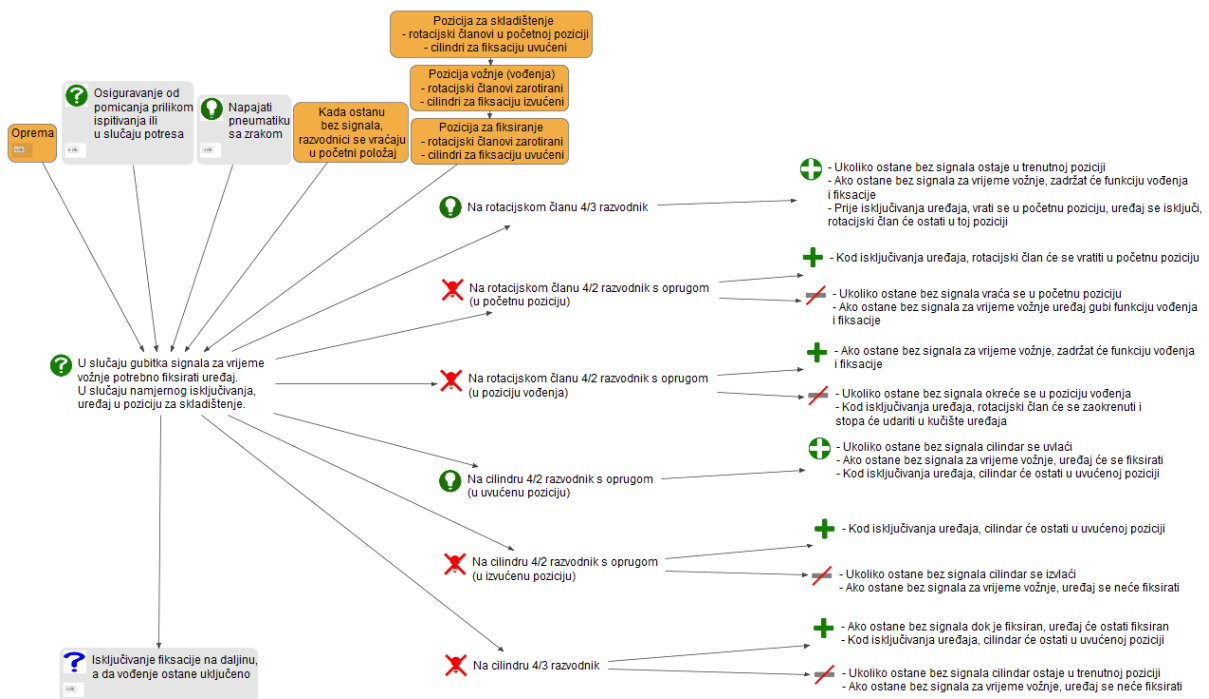 Pozicija za skladištenje
- rotacijski članovi u početnoj poziciji
- cilindri za fiksaciju uvućeni
Pozicija vožnje (vođenja)
- rotacijski članovi zarotirani
- cilindri za fiksaciju izvućeni
Pozicija za fiksiranje
- rotacijski članovi zarotirani
- cilindri za fiksaciju uvućeni
Oprema
Osiguravanje od
pomicanja prilikom
ispitivanja ili
u slučaju potresa
Napajati
pneumatiku
sa zrakom
Kada ostanu
bez signala,
razvodnici se vraćaju
u početni položaj
U slučaju gubitka signala za vrijeme
vožnje potrebno fiksirati uređaj.
U slučaju namjernog isključivanja,
uređaj u poziciju za skladištenje.
Na rotacijskom članu 4/3 razvodnik
- Ukoliko ostane bez signala ostaje u trenutnoj poziciji
- Ako ostane bez signala za vrijeme vožnje, zadržat će funkciju vođenja
i fiksacije
- Prije isključivanja uređaja, vrati se u početnu poziciju, uređaj se isključi,
rotacijski član će ostati u toj poziciji
Na rotacijskom članu 4/2 razvodnik s oprugom
(u početnu poziciju)
- Kod isključivanja uređaja, rotacijski član će se vratiti u početnu poziciju
- Ukoliko ostane bez signala vraća se u početnu poziciju
- Ako ostane bez signala za vrijeme vožnje uređaj gubi funkciju vođenja
i fiksacije
Na rotacijskom članu 4/2 razvodnik s oprugom
(u poziciju vođenja)
- Ako ostane bez signala za vrijeme vožnje, zadržat će funkciju vođenja
i fiksacije
- Ukoliko ostane bez signala okreće se u poziciju vođenja
- Kod isključivanja uređaja, rotacijski član će se zaokrenuti i
stopa će udariti u kučište uređaja
Na cilindru 4/2 razvodnik s oprugom
(u uvućenu poziciju)
- Ukoliko ostane bez signala cilindar se uvlaći
- Ako ostane bez signala za vrijeme vožnje, uređaj će se fiksirati
- Kod isključivanja uređaja, cilindar će ostati u uvućenoj poziciji
Na cilindru 4/2 razvodnik s oprugom
(u izvućenu poziciju)
- Kod isključivanja uređaja, cilindar će ostati u uvućenoj poziciji
- Ukoliko ostane bez signala cilindar se izvlaći
- Ako ostane bez signala za vrijeme vožnje, uređaj se neće fiksirati
Na cilindru 4/3 razvodnik
- Ako ostane bez signala dok je fiksiran, uređaj će ostati fiksiran
- Kod isključivanja uređaja, cilindar će ostati u uvućenoj poziciji
- Ukoliko ostane bez signala cilindar ostaje u trenutnoj poziciji
- Ako ostane bez signala za vrijeme vožnje, uređaj se neće fiksirati
Isključivanje fiksacije na daljinu,
a da vođenje ostane uključeno